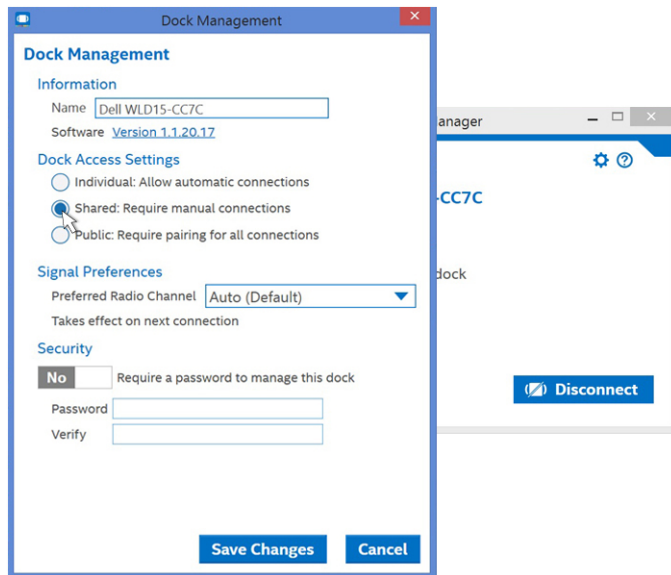 Dock Management
Dock Management
Information
Name Dell WLD15-CC7C
Software Version 1.1.20.17
Dock Access Settings
Individual: Allow automatic connections
Shared: Require manual connections
Public: Require pairing for all connections
Signal Preferences
Preferred Radio Channel Auto (Default)
Takes effect on next connection
Security
No Require a password to manage this dock
Password
Verify
Save Changes Cancel
anager
-CC7C
dock
Disconnect